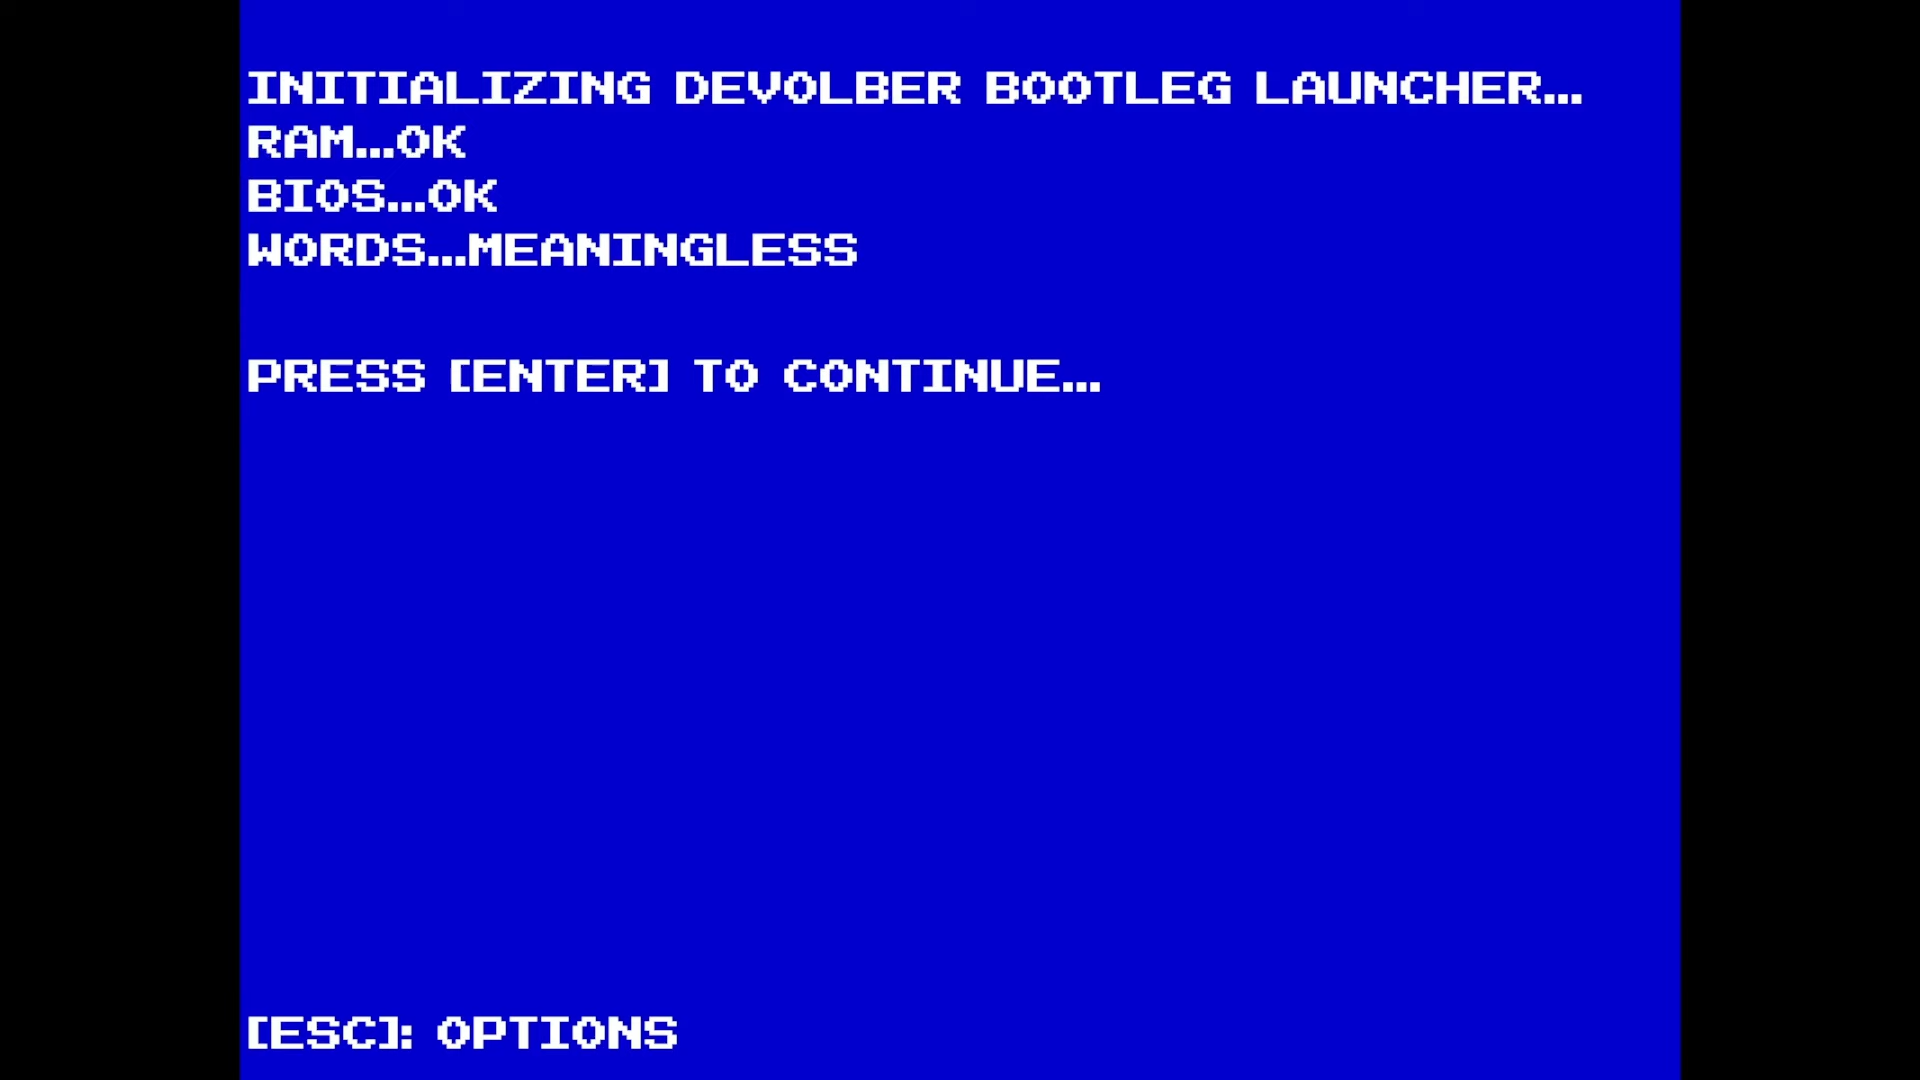 INITIALIZING DEVOLBER BOOTLEG LAUNCHER...
RAM...OK
BIOS...OK
WORDS...MEANINGLESS
PRESS [ENTER] TO CONTINUE...
[ESC]: OPTIONS